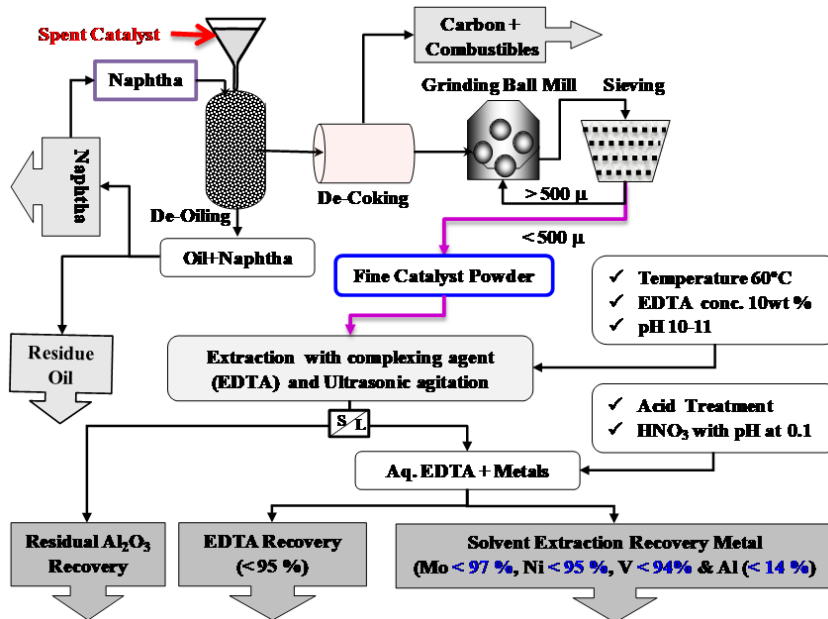 Spent Catalyst
Carbon +
Combustibles
Naphtha
Grinding Ball Mill
Sieving
Naphtha
De-Oiling
De-Coking
> 500 μ
< 500 μ
Oil+Naphtha
Fine Catalyst Powder
✓ Temperature 60°C
✓ EDTA conc. 10wt %
✓ pH 10-11
Residue
Oil
Extraction with complexing agent
(EDTA) and Ultrasonic agitation
✓ Acid Treatment
✓ HNO₃ with pH at 0.1
S L
Aq. EDTA + Metals
Residual Al₂O₃
Recovery
EDTA Recovery
(< 95 %)
Solvent Extraction Recovery Metal
(Mo < 97 %, Ni < 95 %, V < 94% & Al (< 14 %)